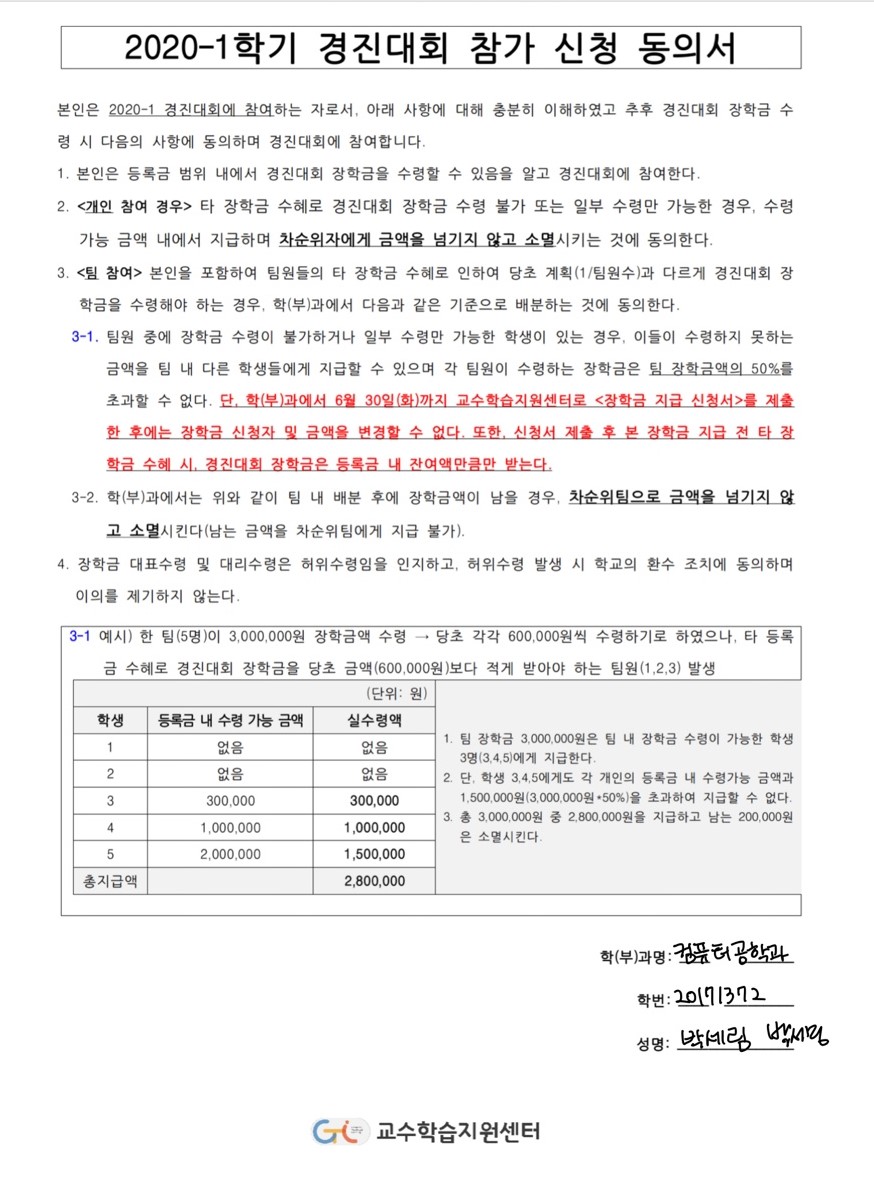 2020-1학기 경진대회 참가 신청 동의서
본인은 2020-1 경진대회에 참여하는 자로서, 아래 사항에 대해 충분히 이해하였고 추후 경진대회 장학금 수
령 시 다음의 사항에 동의하며 경진대회에 참여합니다.
1. 본인은 등록금 범위 내에서 경진대회 장학금을 수령할 수 있음을 알고 경진대회에 참여한다.
2. <개인 참여 경우> 타 장학금 수혜로 경진대회 장학금 수령 불가 또는 일부 수령만 가능한 경우, 수령
가능 금액 내에서 지급하며 차순위자에게 금액을 넘기지 않고 소멸시키는 것에 동의한다.
3. <팀 참여> 본인을 포함하여 팀원들의 타 장학금 수혜로 인하여 당초 계획(1/팀원수)과 다르게 경진대회 장
학금을 수령해야 하는 경우, 학(부)과에서 다음과 같은 기준으로 배분하는 것에 동의한다.
3-1. 팀원 중에 장학금 수령이 불가하거나 일부 수령만 가능한 학생이 있는 경우, 이들이 수령하지 못하는
금액을 팀 내 다른 학생들에게 지급할 수 있으며 각 팀원이 수령하는 장학금은 팀 장학금액의 50%를
초과할 수 없다. 단, 학(부)과에서 6월 30일(화)까지 교수학습지원센터로 <장학금 지급 신청서>를 제출
한 후에는 장학금 신청자 및 금액을 변경할 수 없다. 또한, 신청서 제출 후 본 장학금 지급 전 타 장
학금 수혜 시, 경진대회 장학금은 등록금 내 잔여액만큼만 받는다.
3-2. 학(부)과에서는 위와 같이 팀 내 배분 후에 장학금액이 남을 경우, 차순위팀으로 금액을 넘기지 않
고 소멸시킨다(남는 금액을 차순위팀에게 지급 불가).
4. 장학금 대표수령 및 대리수령은 허위수령임을 인지하고, 허위수령 발생 시 학교의 환수 조치에 동의하며
이의를 제기하지 않는다.
3-1 예시) 한 팀(5명)이 3,000,000원 장학금액 수령 → 당초 각각 600,000원씩 수령하기로 하였으나, 타 등록
금 수혜로 경진대회 장학금을 당초 금액(600,000원)보다 적게 받아야 하는 팀원(1,2,3) 발생
(단위: 원)
학생 등록금 내 수령 가능 금액 실수령액
1 없음 없음
2 없음 없음
3 300,000 300,000
4 1,000,000 1,000,000
5 2,000,000 1,500,000
총지급액 2,800,000
1. 팀 장학금 3,000,000원은 팀 내 장학금 수령이 가능한 학생
3명(3,4,5)에게 지급한다.
2. 단, 학생 3,4,5에게도 각 개인의 등록금 내 수령가능 금액과
1,500,000원(3,000,000원*50%)을 초과하여 지급할 수 없다.
3. 총 3,000,000원 중 2,800,000원을 지급하고 남는 200,000원
은 소멸시킨다.
학(부)과명: 컴퓨터공학과
학번: 20171372
성명: 박세림 박세림
교수학습지원센터